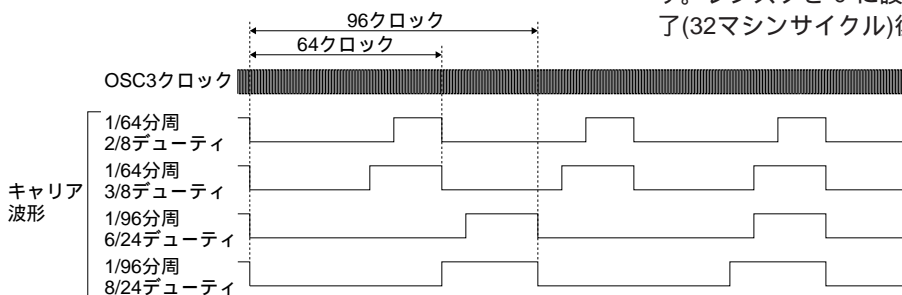 了(32マシンサイクル)後
96クロック
64クロック
OSC3クロック
1/64分周
2/8デューティ
1/64分周
3/8デューティ
キャリア
波形
1/96分周
6/24デューティ
1/96分周
8/24デューティ